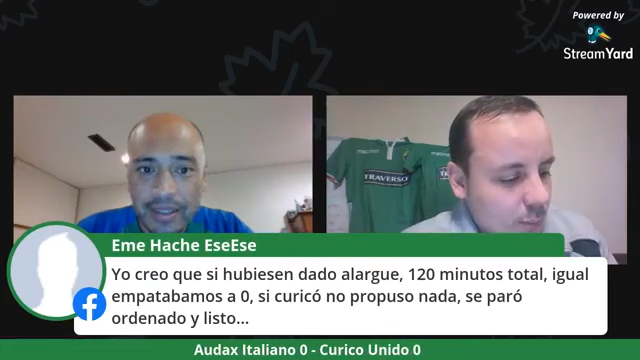 Powered by
StreamYard
TRAVERSO
TRAVERSO
Eme Hache EseEse
Yo creo que si hubiesen dado alargue, 120 minutos total, igual
empatabamos a 0, si curicó no propuso nada, se paró
ordenado y listo...
Audax Italiano 0 - Curico Unido 0